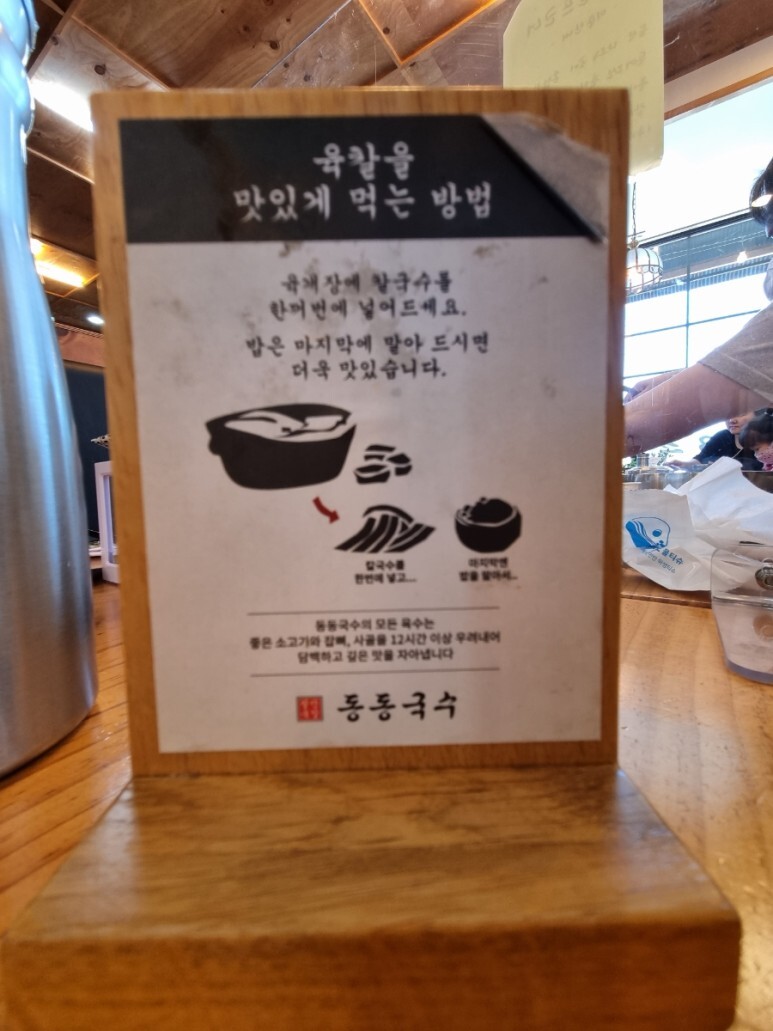 육칼을
맛있게 먹는 방법
육개장에 칼국수를
한꺼번에 넣어드세요.
밥은 마지막에 말아 드시면
더욱 맛있습니다.
칼국수를
한번에 넣고...
마지막엔
밥을 말아서..
동동국수의 모든 육수는
좋은 소고기와 잡뼈, 사골을 12시간 이상 우려내어
담백하고 깊은 맛을 자아냅니다
동동국수
물티슈